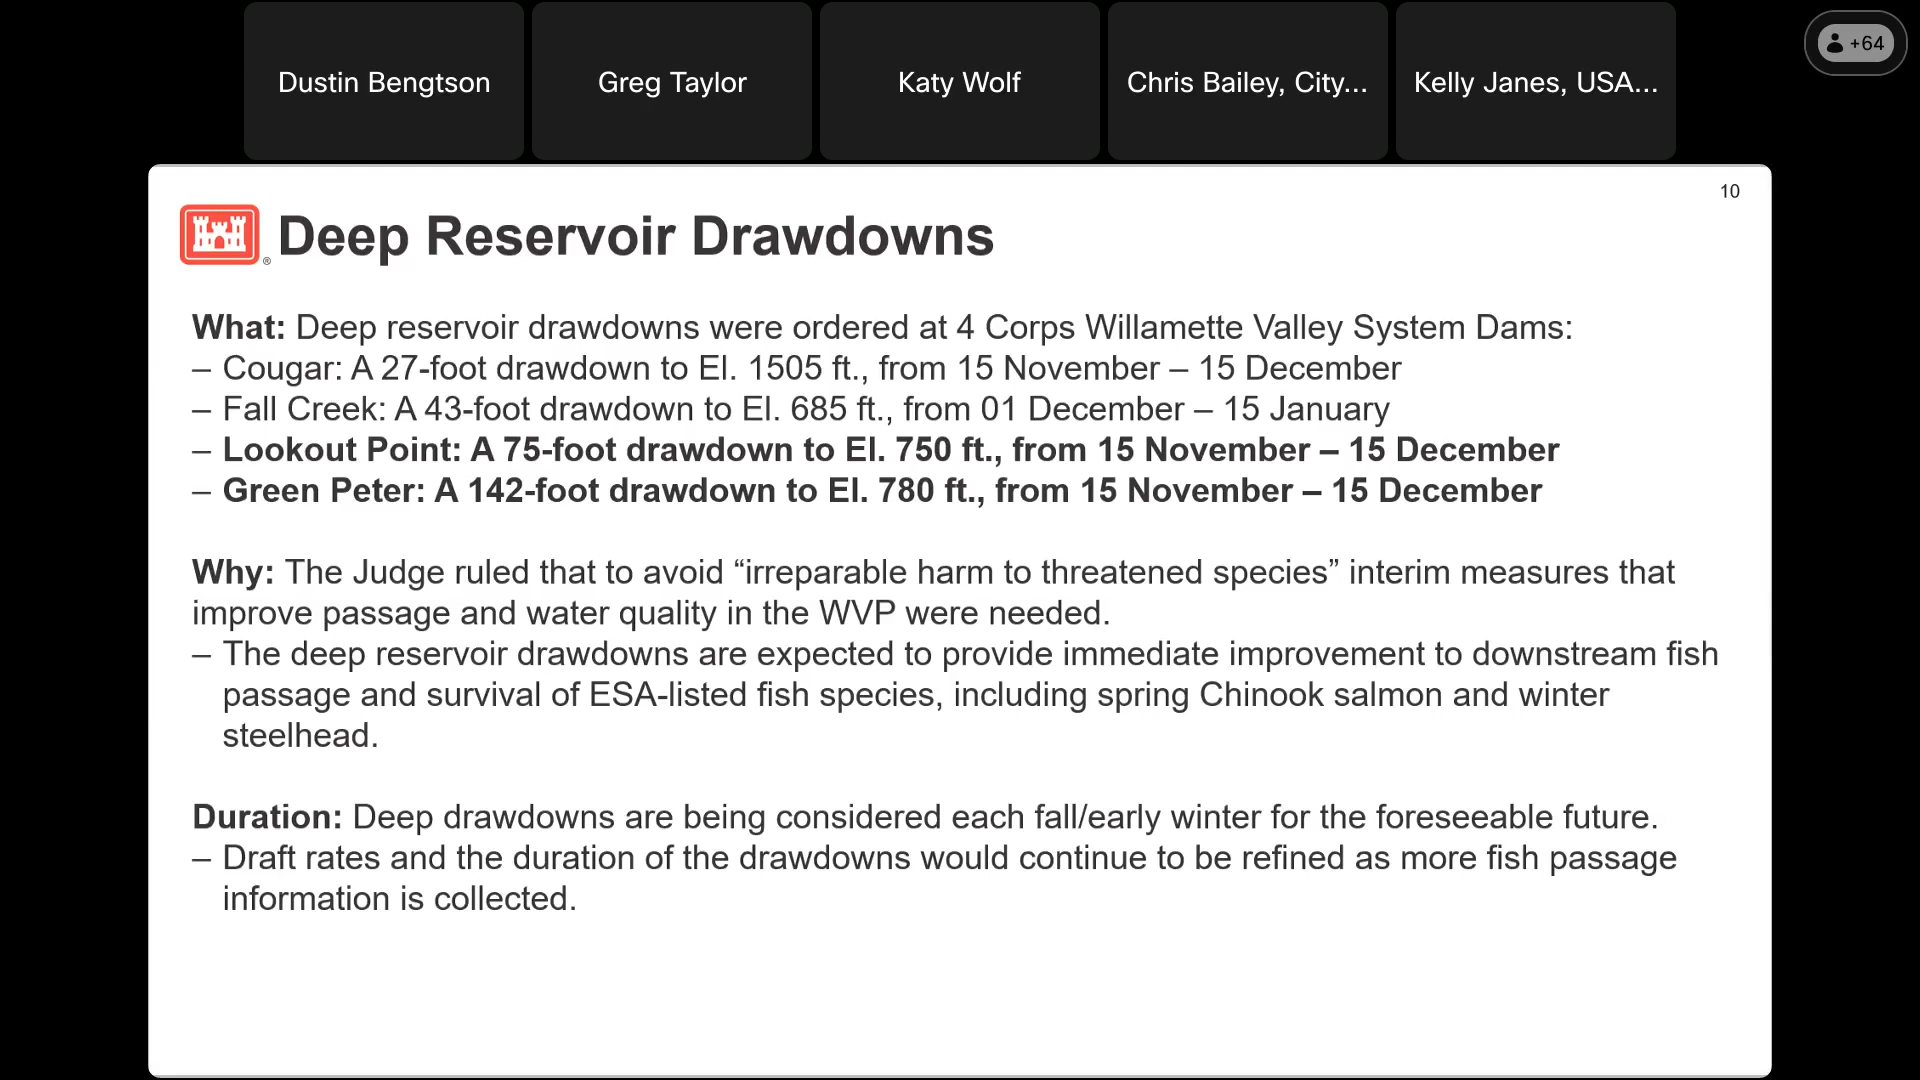 Dustin Bengtson
Greg Taylor
Katy Wolf
Chris Bailey, City...
Kelly Janes, USA...
+64
10
® Deep Reservoir Drawdowns
What: Deep reservoir drawdowns were ordered at 4 Corps Willamette Valley System Dams:
– Cougar: A 27-foot drawdown to El. 1505 ft., from 15 November – 15 December
– Fall Creek: A 43-foot drawdown to El. 685 ft., from 01 December – 15 January
– Lookout Point: A 75-foot drawdown to El. 750 ft., from 15 November – 15 December
– Green Peter: A 142-foot drawdown to El. 780 ft., from 15 November – 15 December
Why: The Judge ruled that to avoid “irreparable harm to threatened species” interim measures that
improve passage and water quality in the WVP were needed.
– The deep reservoir drawdowns are expected to provide immediate improvement to downstream fish
passage and survival of ESA-listed fish species, including spring Chinook salmon and winter
steelhead.
Duration: Deep drawdowns are being considered each fall/early winter for the foreseeable future.
– Draft rates and the duration of the drawdowns would continue to be refined as more fish passage
information is collected.